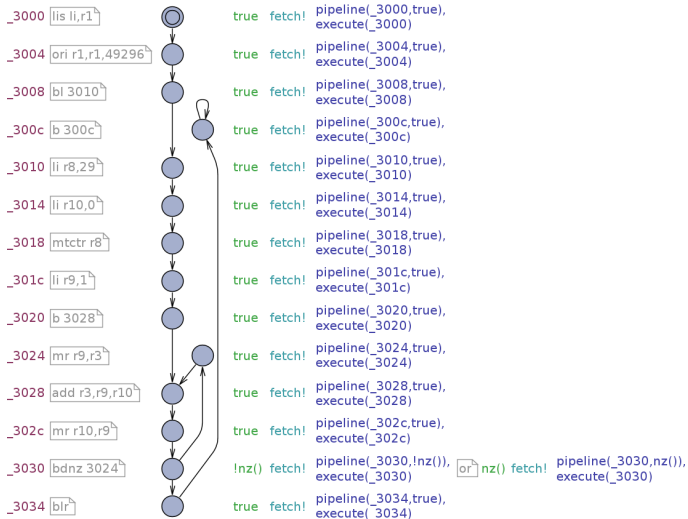 _3000 lis li,r1 true fetch! pipeline(_3000,true),
execute(_3000)
_3004 ori r1,r1,49296 true fetch! pipeline(_3004,true),
execute(_3004)
_3008 bl 3010 true fetch! pipeline(_3008,true),
execute(_3008)
_300c b 300c true fetch! pipeline(_300c,true),
execute(_300c)
_3010 li r8,29 true fetch! pipeline(_3010,true),
execute(_3010)
_3014 li r10,0 true fetch! pipeline(_3014,true),
execute(_3014)
_3018 mtctr r8 true fetch! pipeline(_3018,true),
execute(_3018)
_301c li r9,1 true fetch! pipeline(_301c,true),
execute(_301c)
_3020 b 3028 true fetch! pipeline(_3020,true),
execute(_3020)
_3024 mr r9,r3 true fetch! pipeline(_3024,true),
execute(_3024)
_3028 add r3,r9,r10 true fetch! pipeline(_3028,true),
execute(_3028)
_302c mr r10,r9 true fetch! pipeline(_302c,true),
execute(_302c)
_3030 bdnz 3024 !nz() fetch! pipeline(_3030,!nz()), or nz() fetch! pipeline(_3030,nz()),
execute(_3030) execute(_3030)
_3034 blr true fetch! pipeline(_3034,true),
execute(_3034)